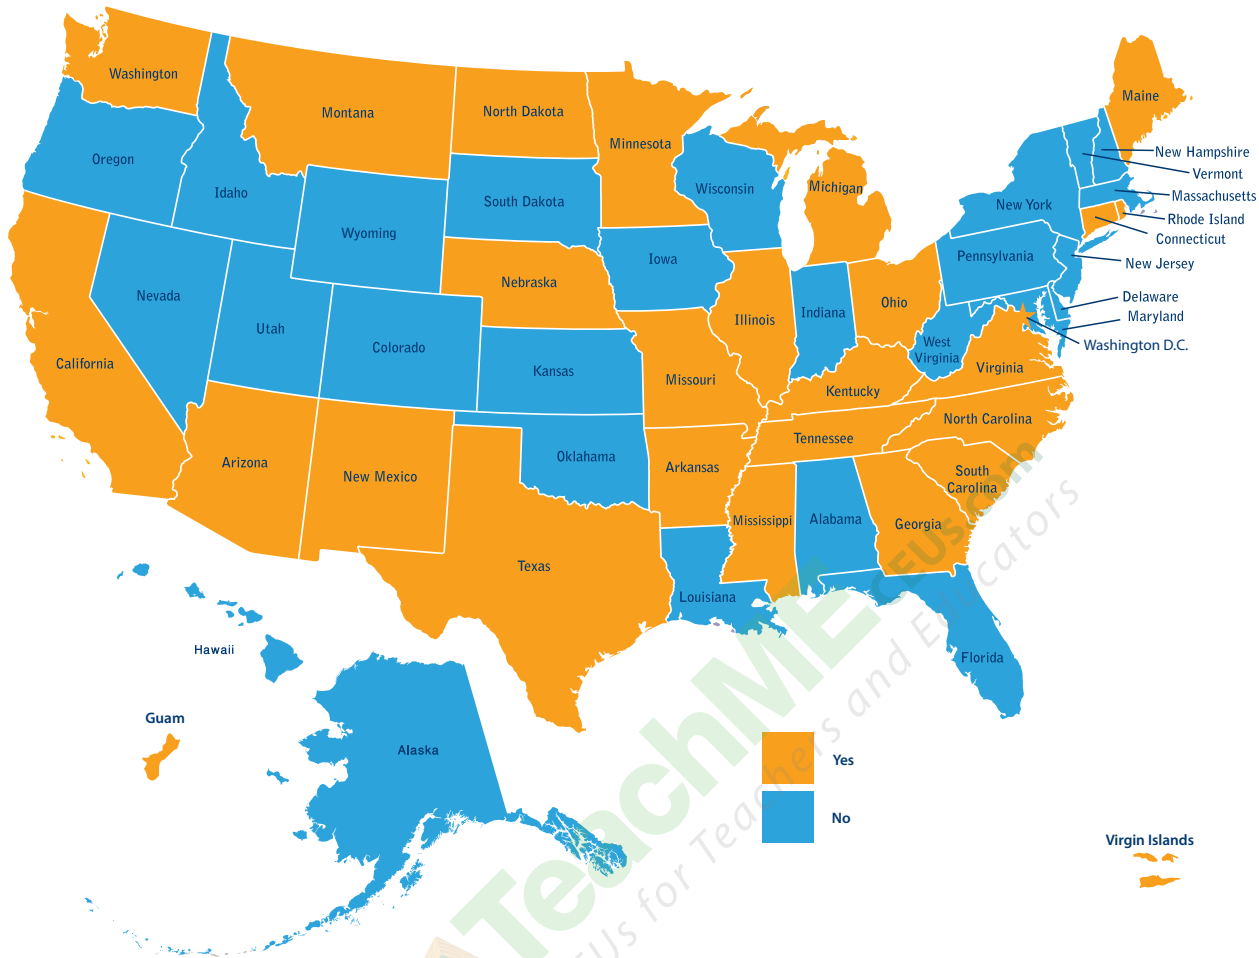 Washington
Montana
North Dakota
Minnesota
Maine
Oregon
Idaho
South Dakota
Wisconsin
Michigan
New Hampshire
Vermont
Massachusetts
New York
Rhode Island
Connecticut
Wyoming
Iowa
Pennsylvania
New Jersey
Nevada
Nebraska
Ohio
Delaware
Maryland
Utah
Colorado
Illinois
Indiana
West
Virginia
Washington D.C.
California
Kansas
Missouri
Kentucky
Virginia
North Carolina
Tennessee
Arizona
New Mexico
Oklahoma
Arkansas
South
Carolina
Mississippi
Alabama
Georgia
Texas
Louisiana
Florida
Hawaii
Guam
Alaska
Yes
No
Virgin Islands
TeachMECEUs.com
CEUs for Teachers and Educators